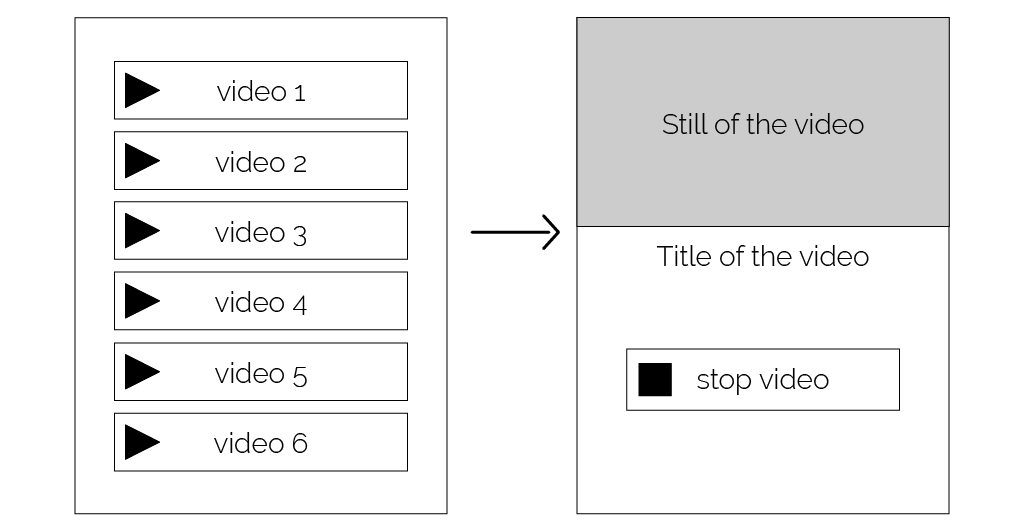 video 1
video 2
video 3
video 4
video 5
video 6
Still of the video
Title of the video
stop video